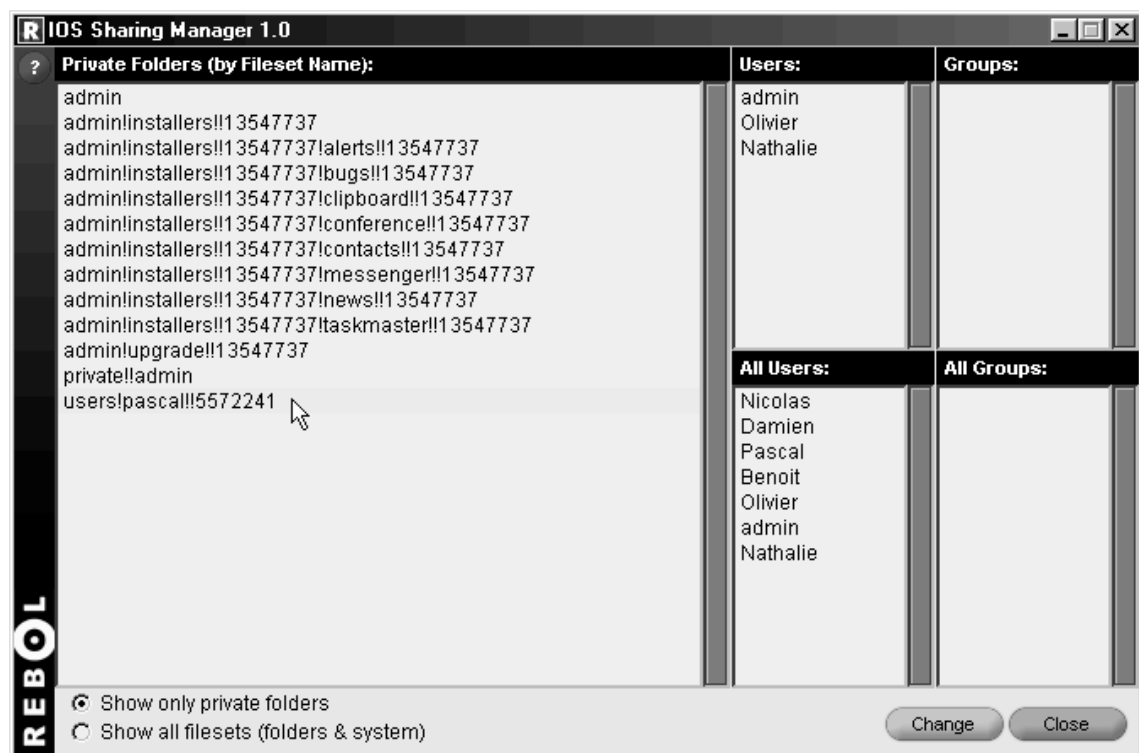 R IOS Sharing Manager 1.0
?
Private Folders (by Fileset Name):
admin
admin!installers!!13547737
admin!installers!!13547737!alerts!!13547737
admin!installers!!13547737!bugs!!13547737
admin!installers!!13547737!clipboard!!13547737
admin!installers!!13547737!conference!!13547737
admin!installers!!13547737!contacts!!13547737
admin!installers!!13547737!messenger!!13547737
admin!installers!!13547737!news!!13547737
admin!installers!!13547737!taskmaster!!13547737
admin!upgrade!!13547737
private!!admin
users!pascal!!5572241
Users:
admin
Olivier
Nathalie
Groups:
All Users:
Nicolas
Damien
Pascal
Benoit
Olivier
admin
Nathalie
All Groups:
REBOL
Show only private folders
Show all filesets (folders & system)
Change
Close